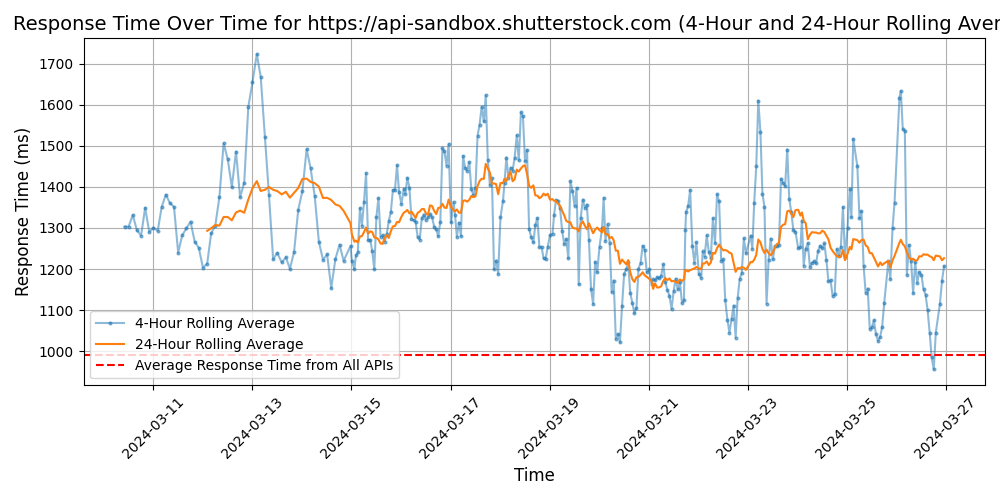 Response Time Over Time for https://api-sandbox.shutterstock.com (4-Hour and 24-Hour Rolling Aver
Response Time (ms)
1700
1600
1500
1400
1300
1200
1100
1000
4-Hour Rolling Average
24-Hour Rolling Average
Average Response Time from All APIs
2024-03-11
2024-03-13
2024-03-15
2024-03-17
2024-03-19
2024-03-21
2024-03-23
2024-03-25
2024-03-27
Time